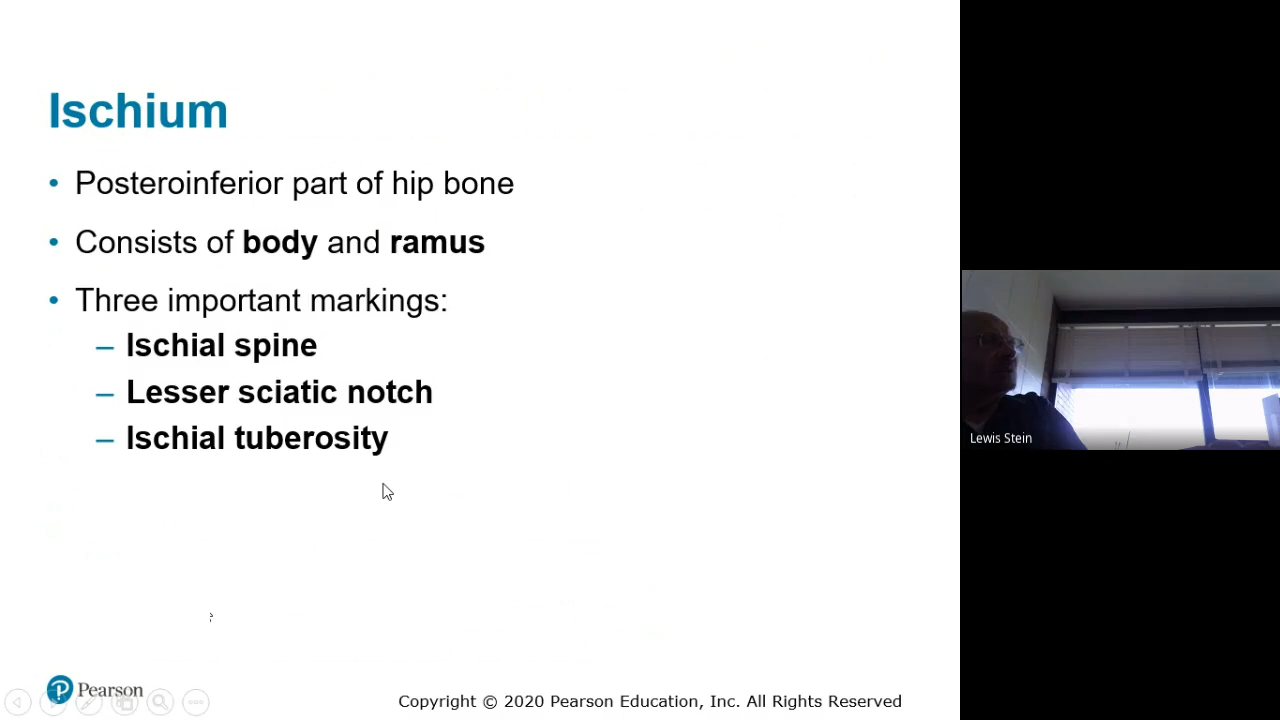 Ischium
• Posteroinferior part of hip bone
• Consists of body and ramus
• Three important markings:
– Ischial spine
– Lesser sciatic notch
– Ischial tuberosity
Lewis Stein
Pearson
Copyright © 2020 Pearson Education, Inc. All Rights Reserved